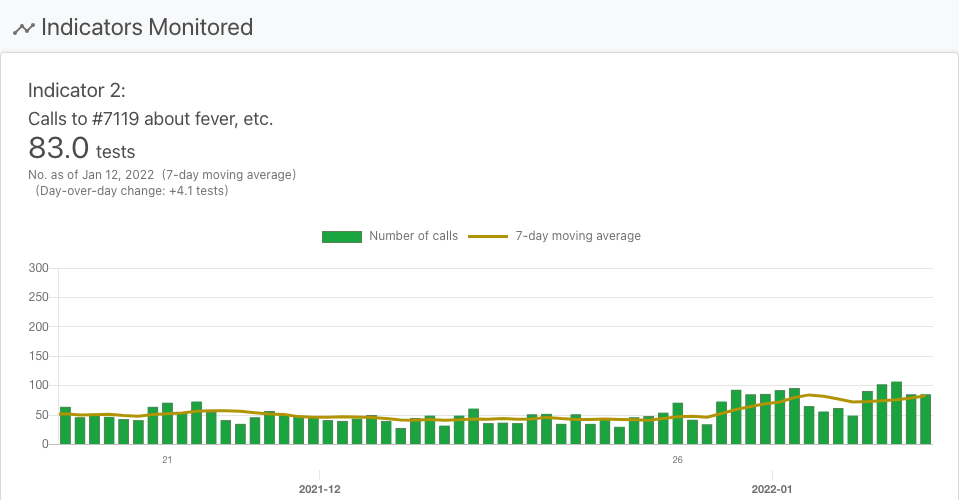 Indicators Monitored
Indicator 2:
Calls to #7119 about fever, etc.
83.0 tests
No. as of Jan 12, 2022 (7-day moving average)
(Day-over-day change: +4.1 tests)
Number of calls 7-day moving average
300
250
200
150
100
50
0
21 26
2021-12 2022-01